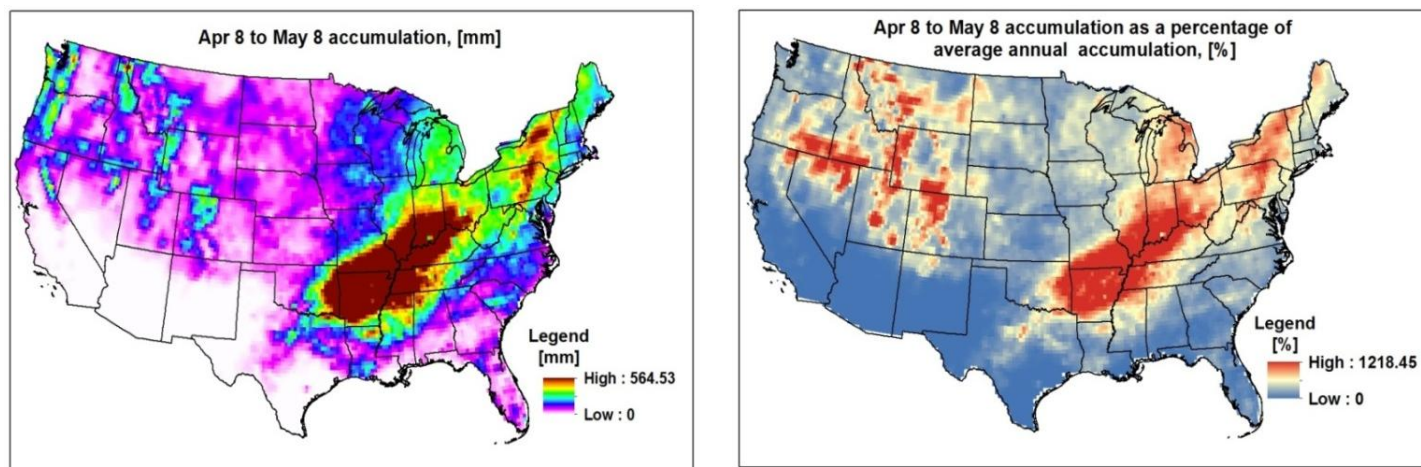 Apr 8 to May 8 accumulation, [mm]
Legend
[mm]
High : 564.53
Low : 0
Apr 8 to May 8 accumulation as a percentage of
average annual accumulation, [%]
Legend
[%]
High : 1218.45
Low : 0